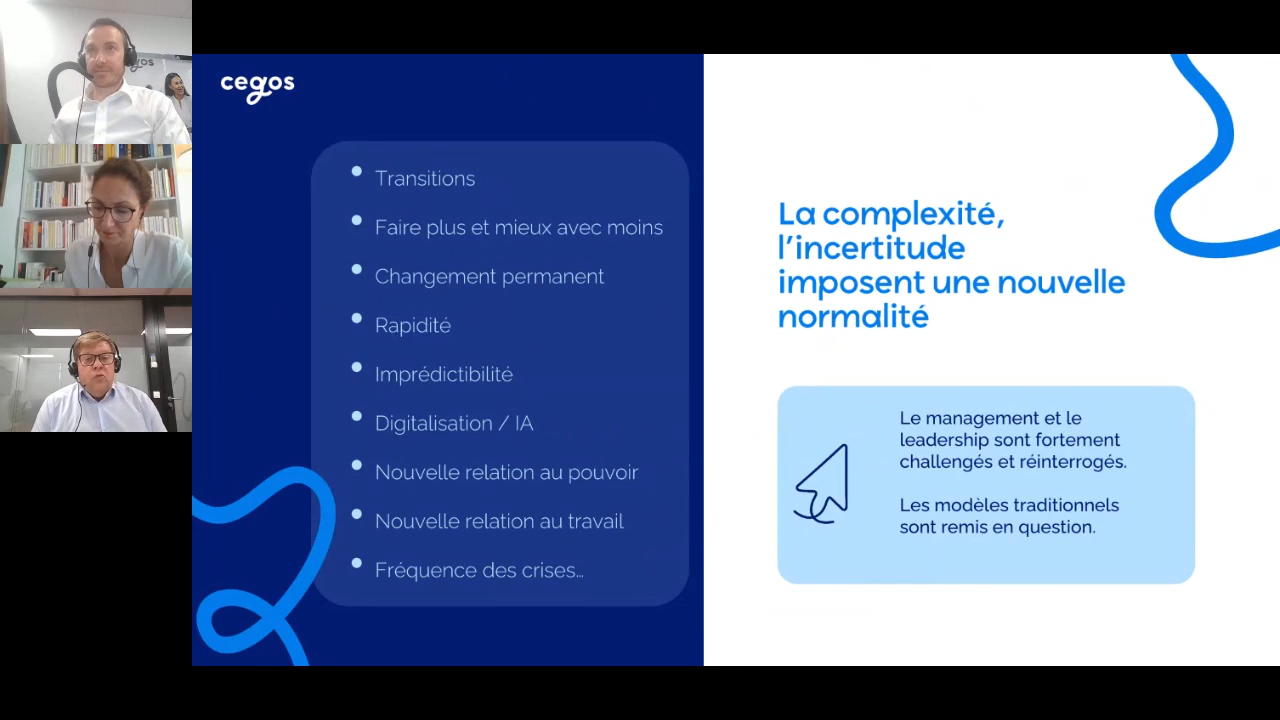 cegos
Transitions
Faire plus et mieux avec moins
Changement permanent
Rapidité
Imprédictibilité
Digitalisation / IA
Nouvelle relation au pouvoir
Nouvelle relation au travail
Fréquence des crises...
La complexité,
l'incertitude
imposent une nouvelle
normalité
Le management et le
leadership sont fortement
challengés et réinterrogés.
Les modèles traditionnels
sont remis en question.